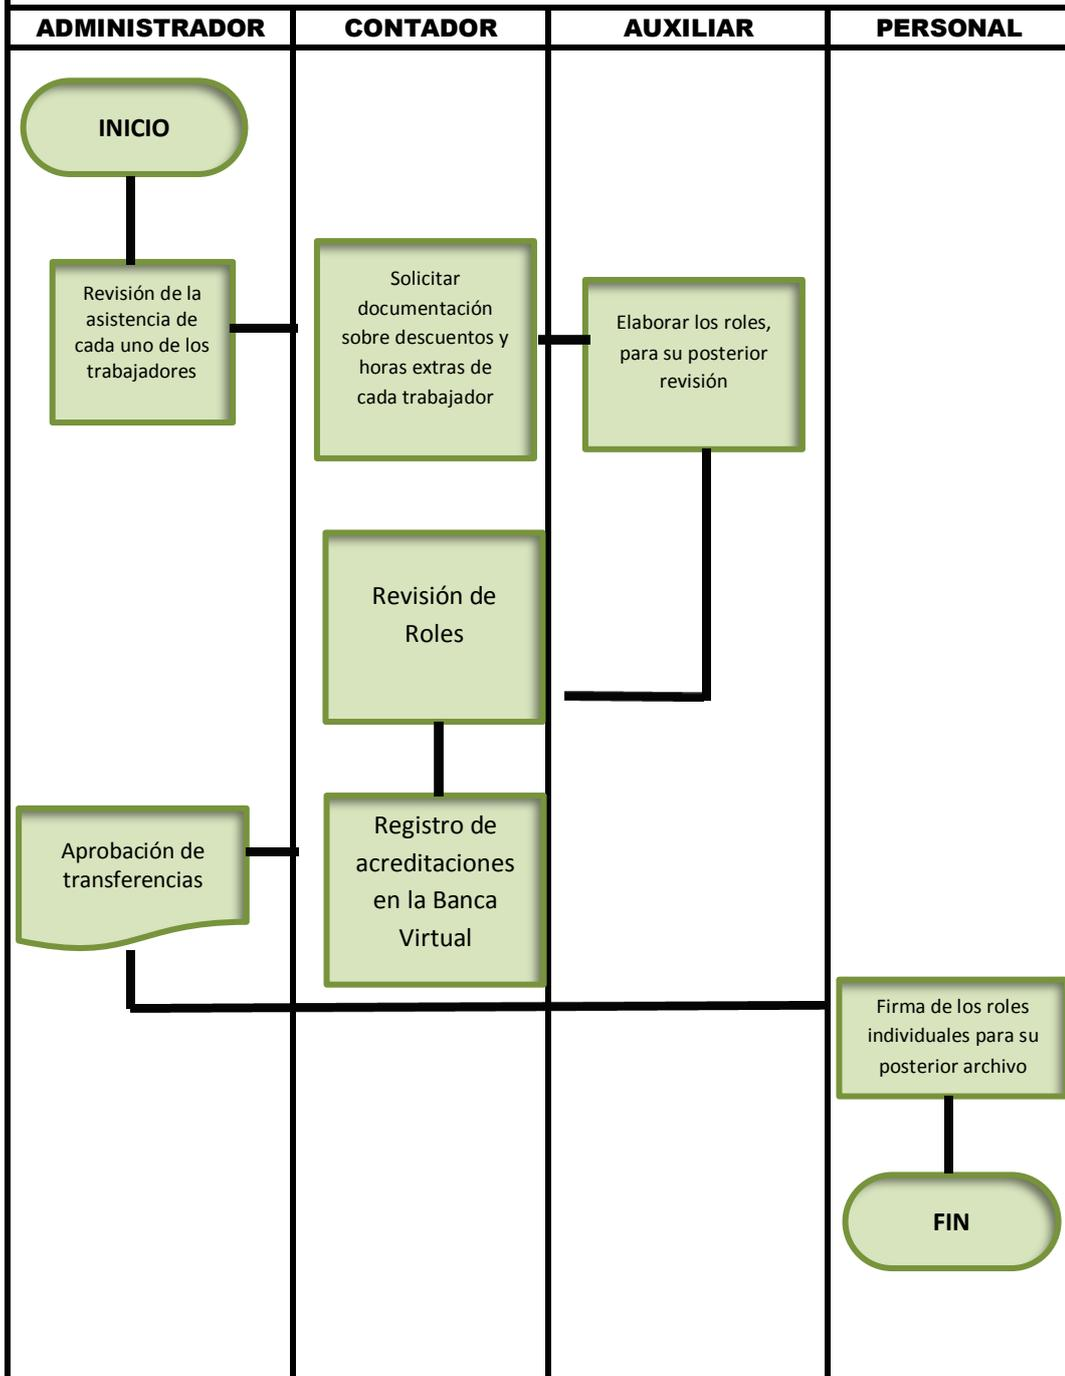 ADMINISTRADOR
CONTADOR
AUXILIAR
PERSONAL
INICIO
Revisión de la
asistencia de
cada uno de los
trabajadores
Solicitar
documentación
sobre descuentos y
horas extras de
cada trabajador
Elaborar los roles,
para su posterior
revisión
Revisión de
Roles
Registro de
acreditaciones
en la Banca
Virtual
Aprobación de
transferencias
Firma de los roles
individuales para su
posterior archivo
FIN